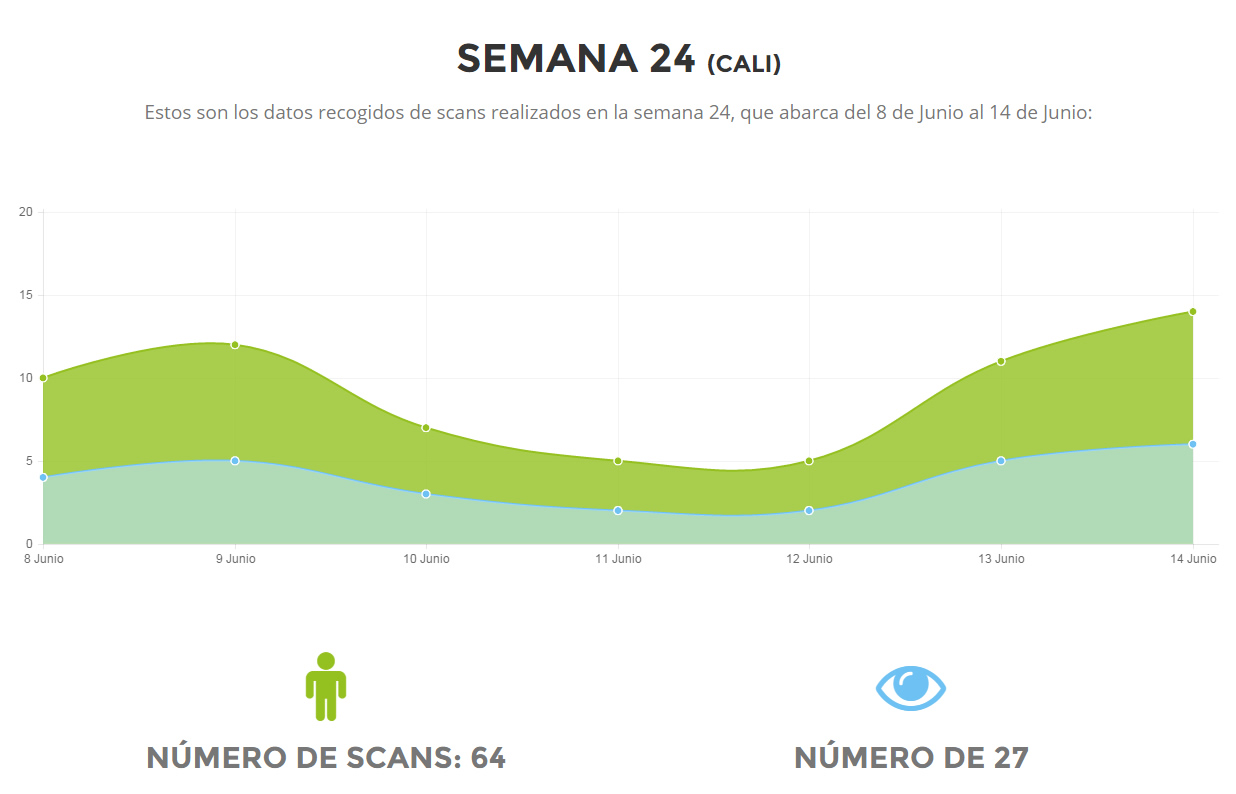 SEMANA 24 (CALI)
Estos son los datos recogidos de scans realizados en la semana 24, que abarca del 8 de Junio al 14 de Junio:
20
15
10
5
0
8 Junio 9 Junio 10 Junio 11 Junio 12 Junio 13 Junio 14 Junio
NÚMERO DE SCANS: 64 NÚMERO DE 27